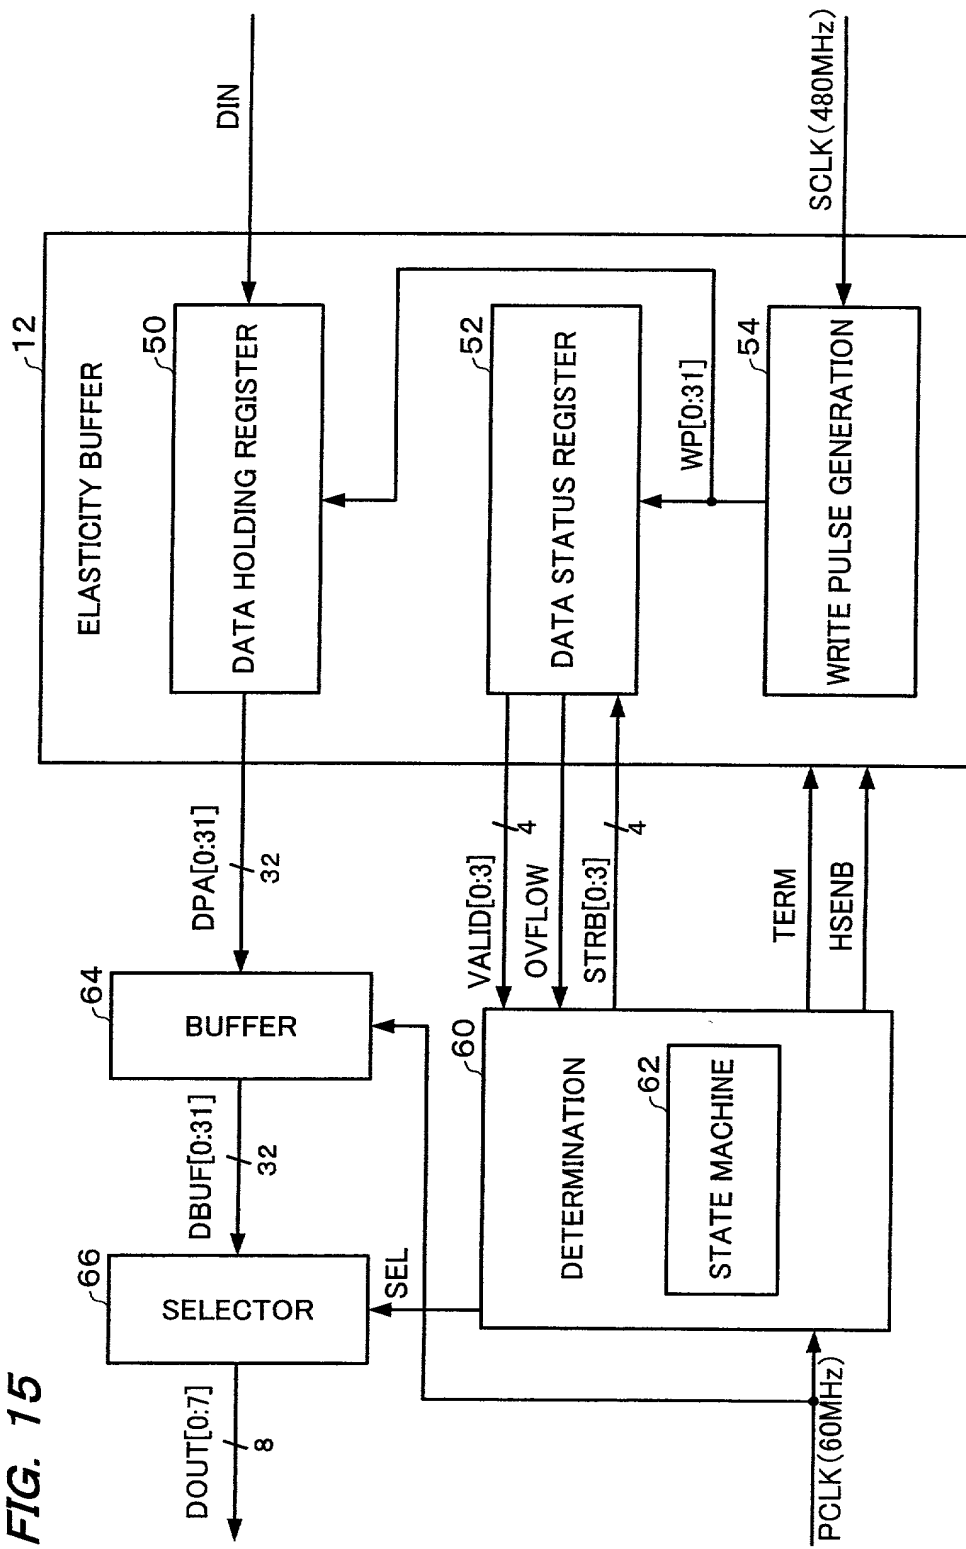 FIG. 15
DOUT[0:7]
8
66
SELECTOR
DBUF[0:31]
32
64
BUFFER
DPA[0:31]
32
12
ELASTICITY BUFFER
50
DATA HOLDING REGISTER
DIN
SEL
VALID[0:3]
4
OVFLOW
STRB[0:3]
4
52
DATA STATUS REGISTER
WP[0:31]
60
DETERMINATION
62
STATE MACHINE
TERM
HSENB
54
WRITE PULSE GENERATION
SCLK(480MHz)
PCLK(60MHz)